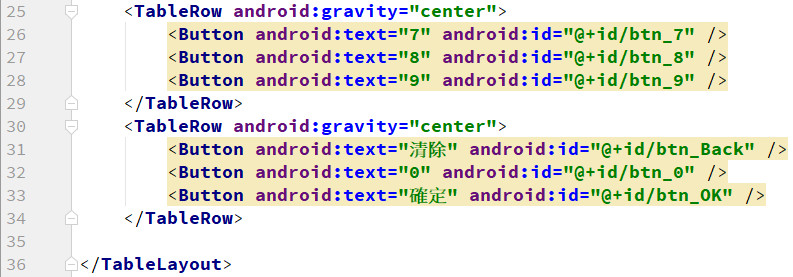 25 <TableRow android:gravity="center">
26 <Button android:text="7" android:id="@+id/btn_7" />
27 <Button android:text="8" android:id="@+id/btn_8" />
28 <Button android:text="9" android:id="@+id/btn_9" />
29 </TableRow>
30 <TableRow android:gravity="center">
31 <Button android:text="清除" android:id="@+id/btn_Back" />
32 <Button android:text="0" android:id="@+id/btn_0" />
33 <Button android:text="確定" android:id="@+id/btn_OK" />
34 </TableRow>
35
36 </TableLayout>